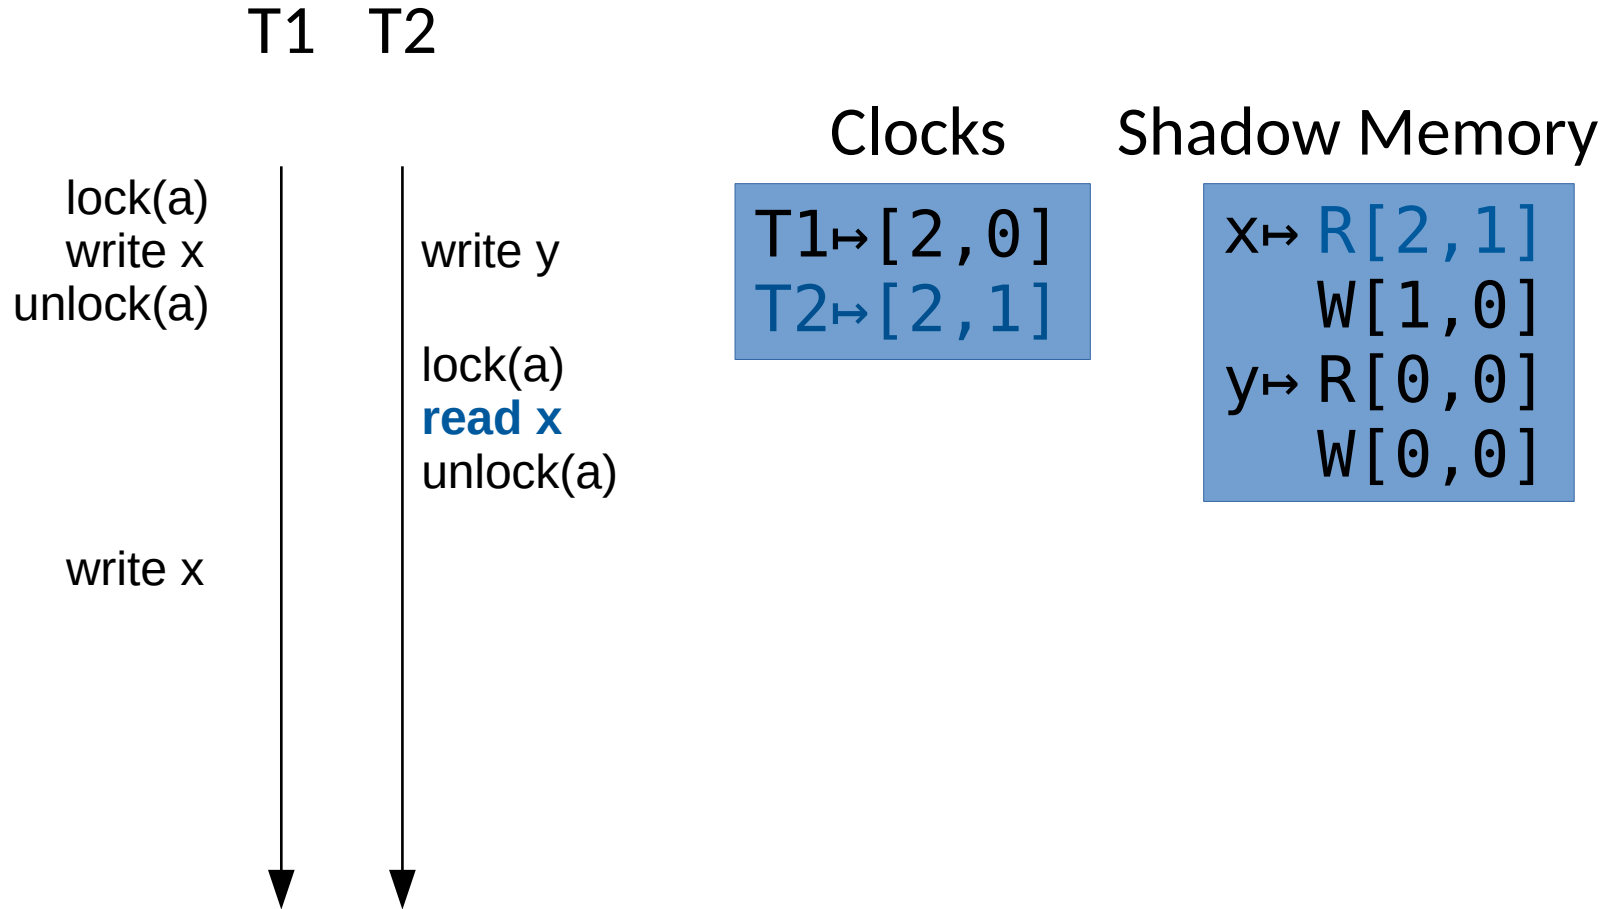 T1 T2
lock(a)
write x
unlock(a)
write y
lock(a)
read x
unlock(a)
write x
Clocks
T1↦[2,0]
T2↦[2,1]
Shadow Memory
x↦ R[2,1]
W[1,0]
y↦ R[0,0]
W[0,0]